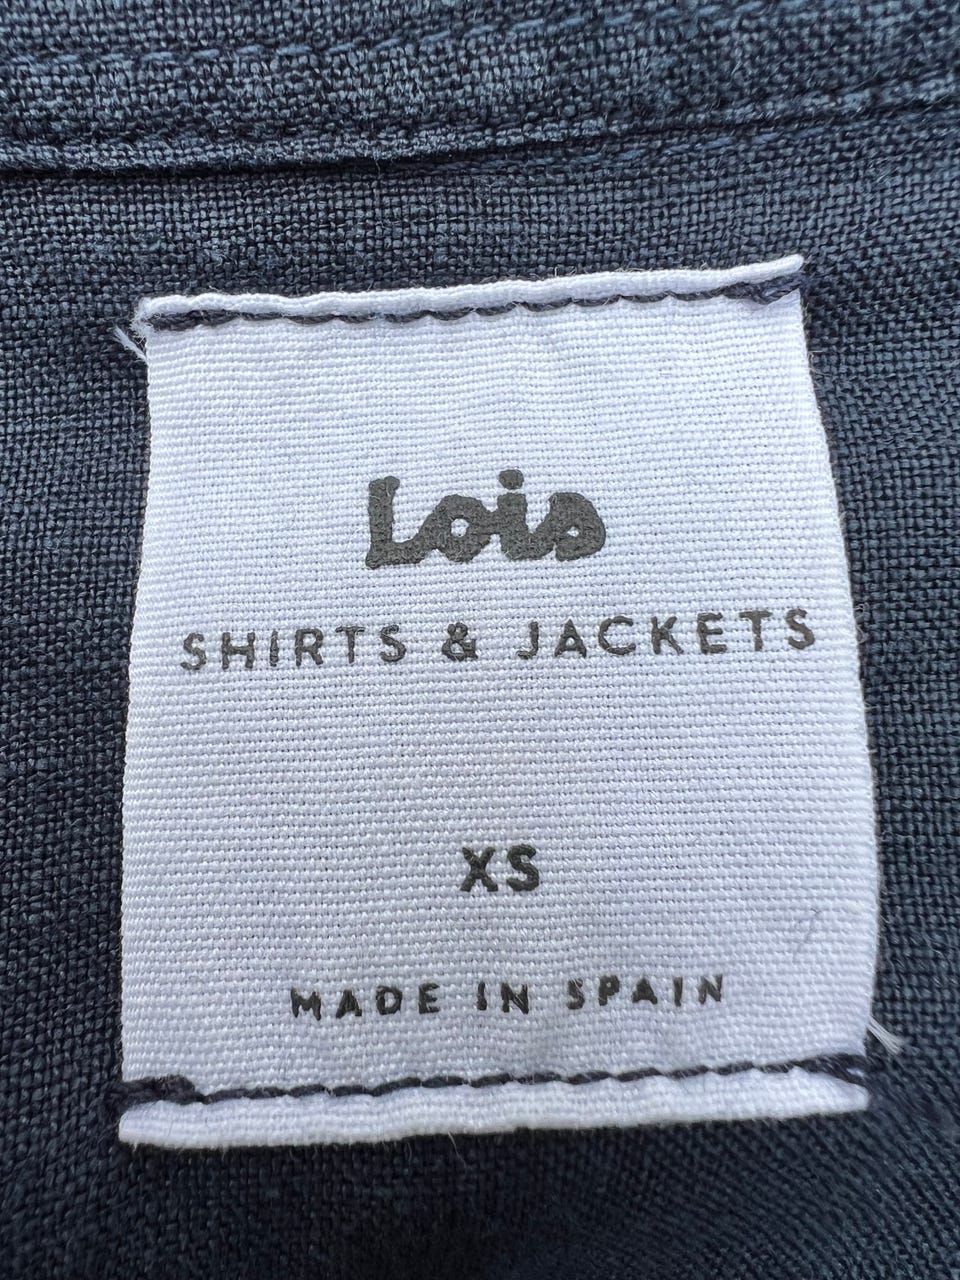 Lois
SHIRTS & JACKETS
XS
MADE IN SPAIN